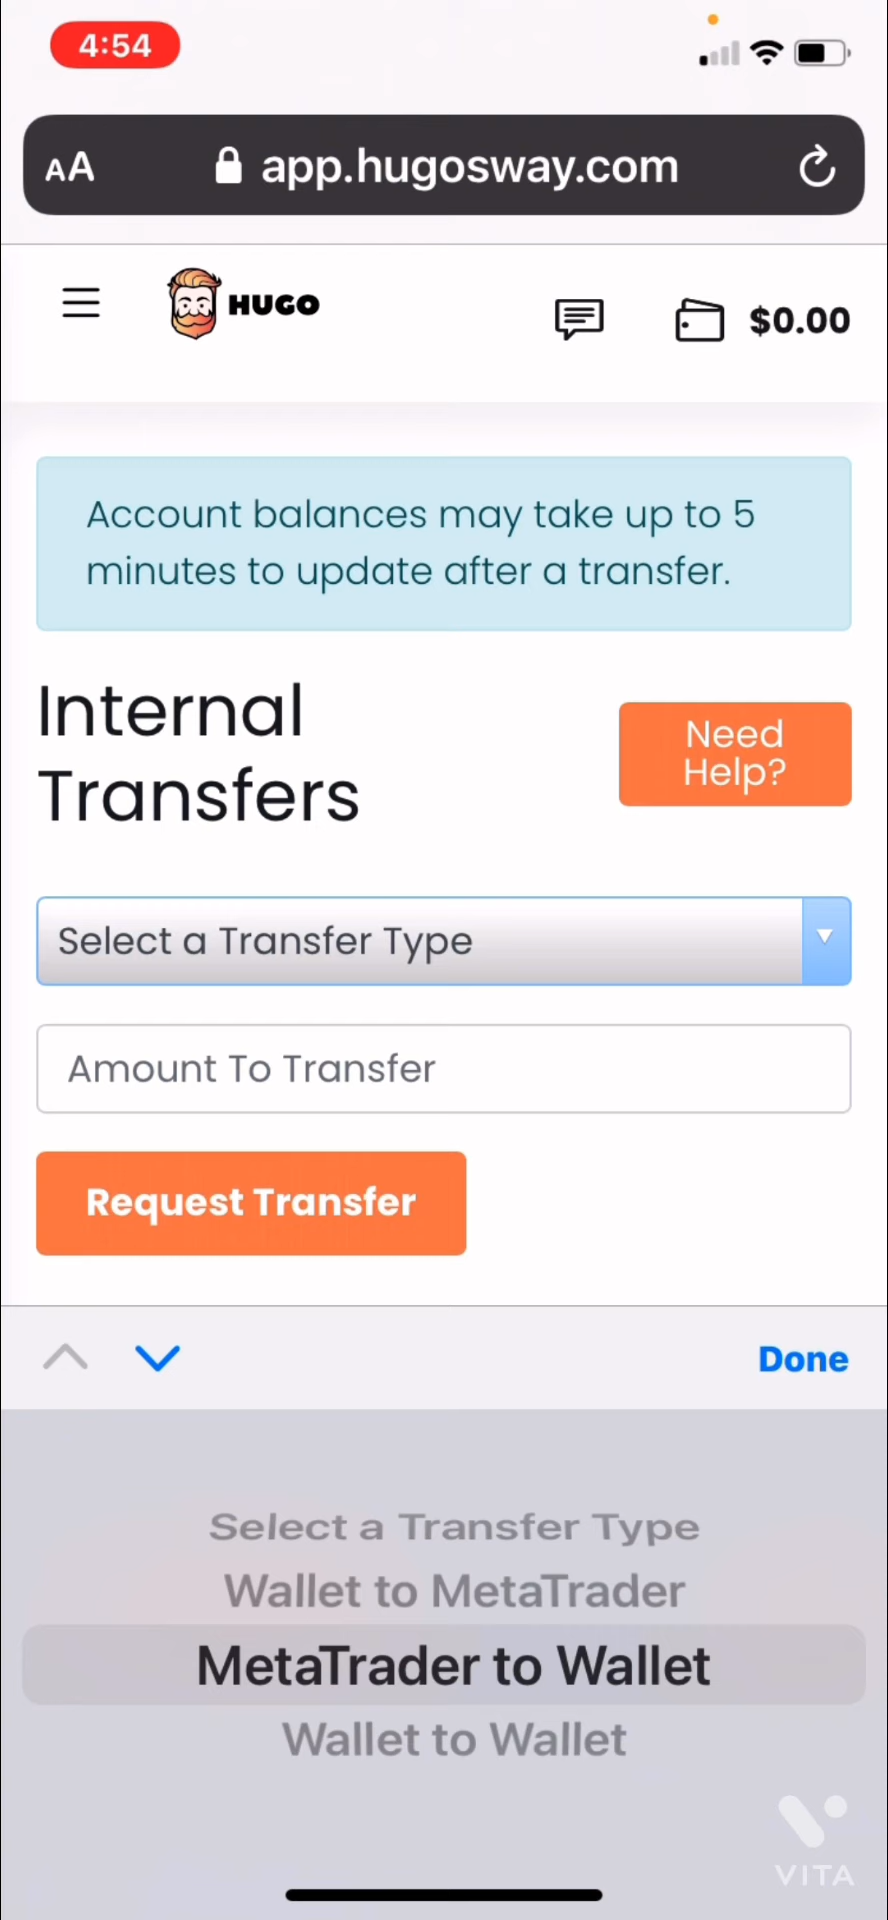 4:54
AA app.hugosway.com
HUGO $0.00
Account balances may take up to 5
minutes to update after a transfer.
Internal
Transfers
Need
Help?
Select a Transfer Type
Amount To Transfer
Request Transfer
Done
Select a Transfer Type
Wallet to MetaTrader
MetaTrader to Wallet
Wallet to Wallet
VITA